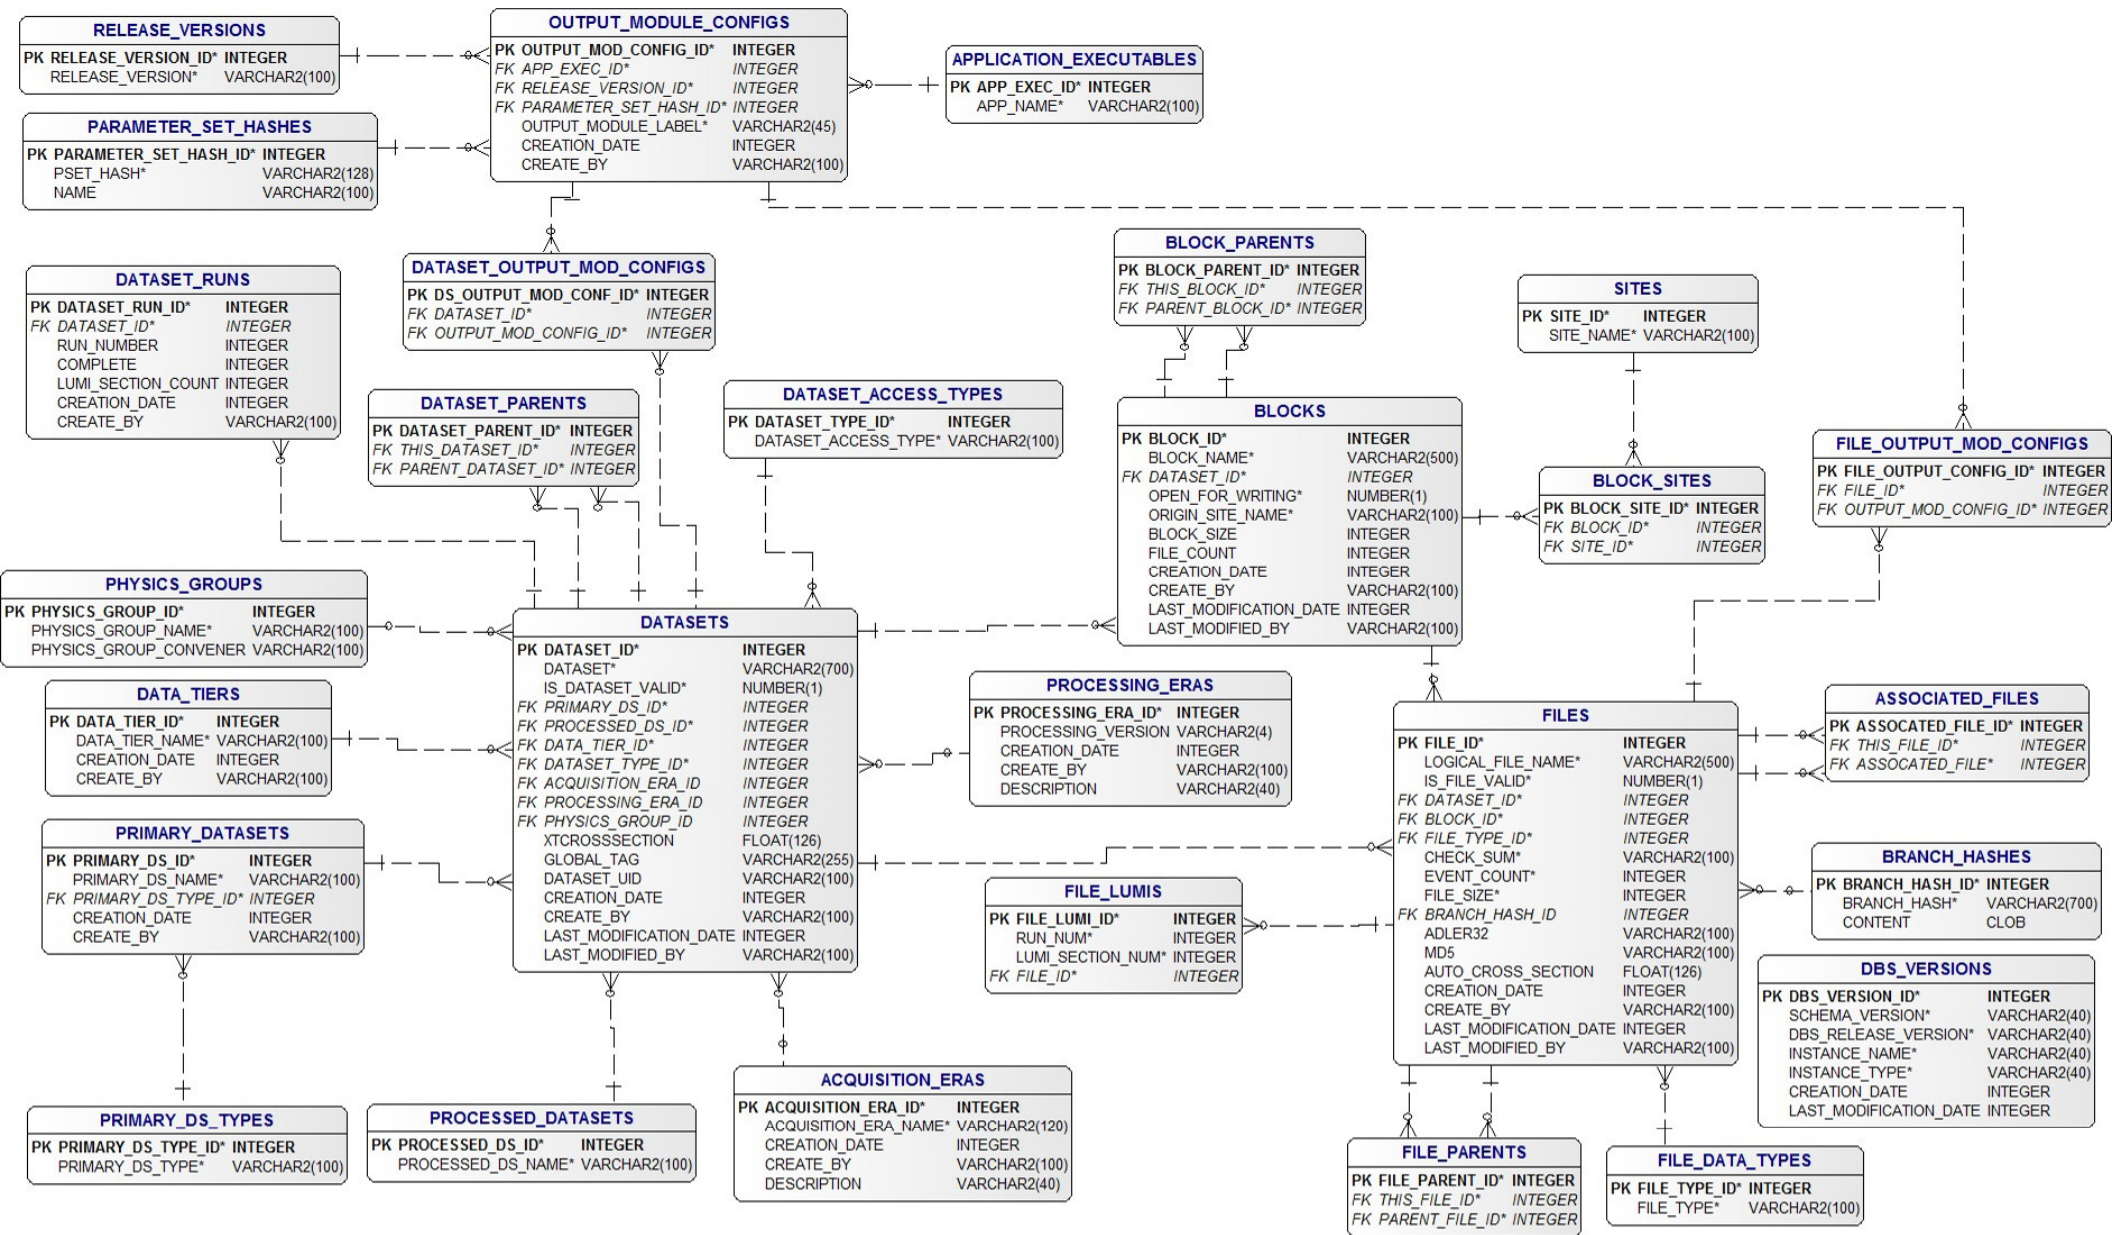 RELEASE_VERSIONS
PK RELEASE_VERSION_ID* INTEGER
RELEASE_VERSION* VARCHAR2(100)
OUTPUT_MODULE_CONFIGS
PK OUTPUT_MOD_CONFIG_ID* INTEGER
FK APP_EXEC_ID* INTEGER
FK RELEASE_VERSION_ID* INTEGER
FK PARAMETER_SET_HASH_ID* INTEGER
OUTPUT_MODULE_LABEL* VARCHAR2(45)
CREATION_DATE INTEGER
CREATE_BY VARCHAR2(100)
APPLICATION_EXECUTABLES
PK APP_EXEC_ID* INTEGER
APP_NAME* VARCHAR2(100)
PARAMETER_SET_HASHES
PK PARAMETER_SET_HASH_ID* INTEGER
PSET_HASH* VARCHAR2(128)
NAME VARCHAR2(100)
DATASET_RUNS
PK DATASET_RUN_ID* INTEGER
FK DATASET_ID* INTEGER
RUN_NUMBER INTEGER
COMPLETE INTEGER
LUMI_SECTION_COUNT INTEGER
CREATION_DATE INTEGER
CREATE_BY VARCHAR2(100)
DATASET_OUTPUT_MOD_CONFIGS
PK DS_OUTPUT_MOD_CONF_ID* INTEGER
FK DATASET_ID* INTEGER
FK OUTPUT_MOD_CONFIG_ID* INTEGER
BLOCK_PARENTS
PK BLOCK_PARENT_ID* INTEGER
FK THIS_BLOCK_ID* INTEGER
FK PARENT_BLOCK_ID* INTEGER
SITES
PK SITE_ID* INTEGER
SITE_NAME* VARCHAR2(100)
DATASET_PARENTS
PK DATASET_PARENT_ID* INTEGER
FK THIS_DATASET_ID* INTEGER
FK PARENT_DATASET_ID* INTEGER
DATASET_ACCESS_TYPES
PK DATASET_TYPE_ID* INTEGER
DATASET_ACCESS_TYPE* VARCHAR2(100)
BLOCKS
PK BLOCK_ID* INTEGER
BLOCK_NAME* VARCHAR2(500)
FK DATASET_ID* INTEGER
OPEN_FOR_WRITING* NUMBER(1)
ORIGIN_SITE_NAME* VARCHAR2(100)
BLOCK_SIZE INTEGER
FILE_COUNT INTEGER
CREATION_DATE INTEGER
CREATE_BY VARCHAR2(100)
LAST_MODIFICATION_DATE INTEGER
LAST_MODIFIED_BY VARCHAR2(100)
BLOCK_SITES
PK BLOCK_SITE_ID* INTEGER
FK BLOCK_ID* INTEGER
FK SITE_ID* INTEGER
FILE_OUTPUT_MOD_CONFIGS
PK FILE_OUTPUT_CONFIG_ID* INTEGER
FK FILE_ID* INTEGER
FK OUTPUT_MOD_CONFIG_ID* INTEGER
PHYSICS_GROUPS
PK PHYSICS_GROUP_ID* INTEGER
PHYSICS_GROUP_NAME* VARCHAR2(100)
PHYSICS_GROUP_CONVENER VARCHAR2(100)
DATASETS
PK DATASET_ID* INTEGER
DATASET* VARCHAR2(700)
IS_DATASET_VALID* NUMBER(1)
FK PRIMARY_DS_ID* INTEGER
FK PROCESSED_DS_ID* INTEGER
FK DATA_TIER_ID* INTEGER
FK DATASET_TYPE_ID* INTEGER
FK ACQUISITION_ERA_ID INTEGER
FK PROCESSING_ERA_ID INTEGER
FK PHYSICS_GROUP_ID INTEGER
XTCROSSSECTION FLOAT(126)
GLOBAL_TAG VARCHAR2(255)
DATASET_UID VARCHAR2(100)
CREATION_DATE INTEGER
CREATE_BY VARCHAR2(100)
LAST_MODIFICATION_DATE INTEGER
LAST_MODIFIED_BY VARCHAR2(100)
DATA_TIERS
PK DATA_TIER_ID* INTEGER
DATA_TIER_NAME* VARCHAR2(100)
CREATION_DATE INTEGER
CREATE_BY VARCHAR2(100)
PROCESSING_ERAS
PK PROCESSING_ERA_ID* INTEGER
PROCESSING_VERSION VARCHAR2(4)
CREATION_DATE INTEGER
CREATE_BY VARCHAR2(100)
DESCRIPTION VARCHAR2(40)
FILES
PK FILE_ID* INTEGER
LOGICAL_FILE_NAME* VARCHAR2(500)
IS_FILE_VALID* NUMBER(1)
FK DATASET_ID* INTEGER
FK BLOCK_ID* INTEGER
FK FILE_TYPE_ID* INTEGER
CHECK_SUM* VARCHAR2(100)
EVENT_COUNT* INTEGER
FILE_SIZE* INTEGER
FK BRANCH_HASH_ID INTEGER
ADLER32 VARCHAR2(100)
MD5 VARCHAR2(100)
AUTO_CROSS_SECTION FLOAT(126)
CREATION_DATE INTEGER
CREATE_BY VARCHAR2(100)
LAST_MODIFICATION_DATE INTEGER
LAST_MODIFIED_BY VARCHAR2(100)
ASSOCIATED_FILES
PK ASSOCATED_FILE_ID* INTEGER
FK THIS_FILE_ID* INTEGER
FK ASSOCATED_FILE* INTEGER
PRIMARY_DATASETS
PK PRIMARY_DS_ID* INTEGER
PRIMARY_DS_NAME* VARCHAR2(100)
FK PRIMARY_DS_TYPE_ID* INTEGER
CREATION_DATE INTEGER
CREATE_BY VARCHAR2(100)
FILE_LUMIS
PK FILE_LUMI_ID* INTEGER
RUN_NUM* INTEGER
LUMI_SECTION_NUM* INTEGER
FK FILE_ID* INTEGER
BRANCH_HASHES
PK BRANCH_HASH_ID* INTEGER
BRANCH_HASH* VARCHAR2(700)
CONTENT CLOB
DBS_VERSIONS
PK DBS_VERSION_ID* INTEGER
SCHEMA_VERSION* VARCHAR2(40)
DBS_RELEASE_VERSION* VARCHAR2(40)
INSTANCE_NAME* VARCHAR2(40)
INSTANCE_TYPE* VARCHAR2(40)
CREATION_DATE INTEGER
LAST_MODIFICATION_DATE INTEGER
PRIMARY_DS_TYPES
PK PRIMARY_DS_TYPE_ID* INTEGER
PRIMARY_DS_TYPE* VARCHAR2(100)
PROCESSED_DATASETS
PK PROCESSED_DS_ID* INTEGER
PROCESSED_DS_NAME* VARCHAR2(100)
ACQUISITION_ERAS
PK ACQUISITION_ERA_ID* INTEGER
ACQUISITION_ERA_NAME* VARCHAR2(120)
CREATION_DATE INTEGER
CREATE_BY VARCHAR2(100)
DESCRIPTION VARCHAR2(40)
FILE_PARENTS
PK FILE_PARENT_ID* INTEGER
FK THIS_FILE_ID* INTEGER
FK PARENT_FILE_ID* INTEGER
FILE_DATA_TYPES
PK FILE_TYPE_ID* INTEGER
FILE_TYPE* VARCHAR2(100)